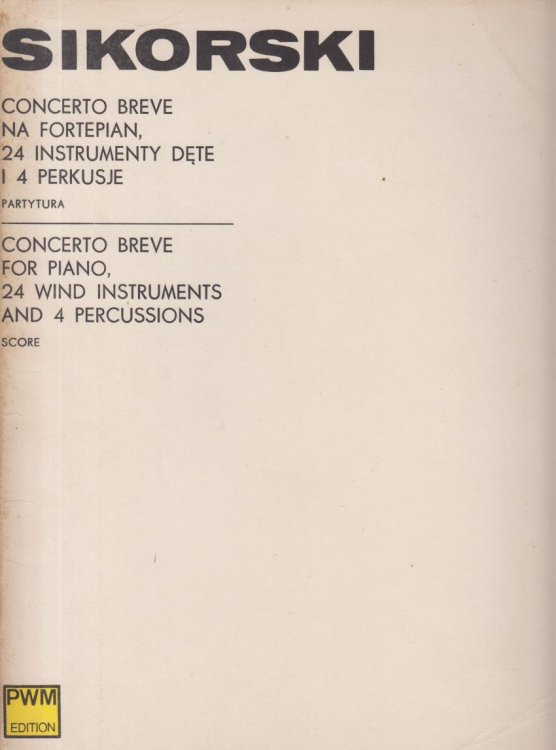 SIKORSKI
CONCERTO BREVE
NA FORTEPIAN,
24 INSTRUMENTY DĘTE
I 4 PERKUSJE
PARTYTURA
CONCERTO BREVE
FOR PIANO,
24 WIND INSTRUMENTS
AND 4 PERCUSSIONS
SCORE
PWM
EDITION